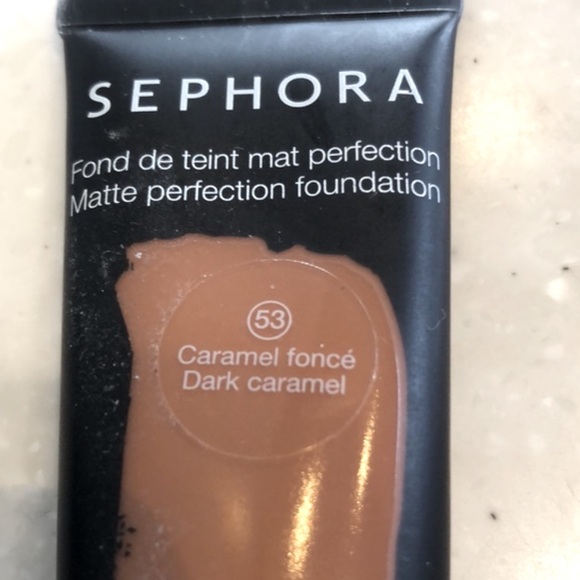 SEPHORA
Fond de teint mat perfection
Matte perfection foundation
53
Caramel foncé
Dark caramel